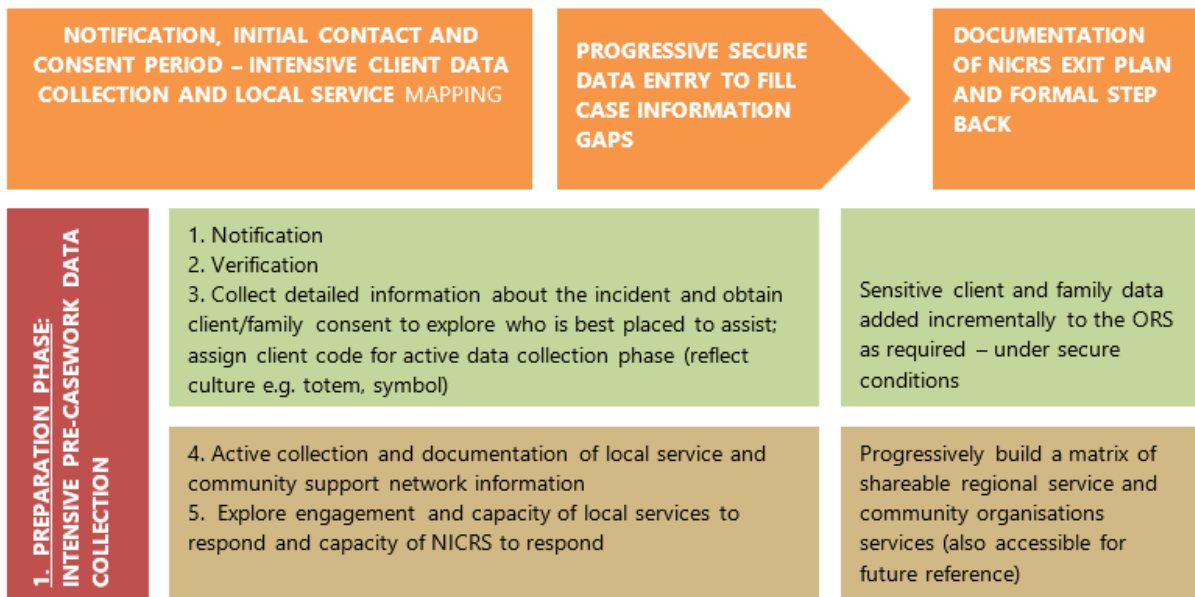 NOTIFICATION, INITIAL CONTACT AND
CONSENT PERIOD – INTENSIVE CLIENT DATA
COLLECTION AND LOCAL SERVICE MAPPING
PROGRESSIVE SECURE
DATA ENTRY TO FILL
CASE INFORMATION
GAPS
DOCUMENTATION
OF NICRS EXIT PLAN
AND FORMAL STEP
BACK
1. PREPARATION PHASE:
INTENSIVE PRE-CASEWORK DATA
COLLECTION
1. Notification
2. Verification
3. Collect detailed information about the incident and obtain
client/family consent to explore who is best placed to assist;
assign client code for active data collection phase (reflect
culture e.g. totem, symbol)
Sensitive client and family data
added incrementally to the ORS
as required – under secure
conditions
4. Active collection and documentation of local service and
community support network information
5. Explore engagement and capacity of local services to
respond and capacity of NICRS to respond
Progressively build a matrix of
shareable regional service and
community organisations
services (also accessible for
future reference)